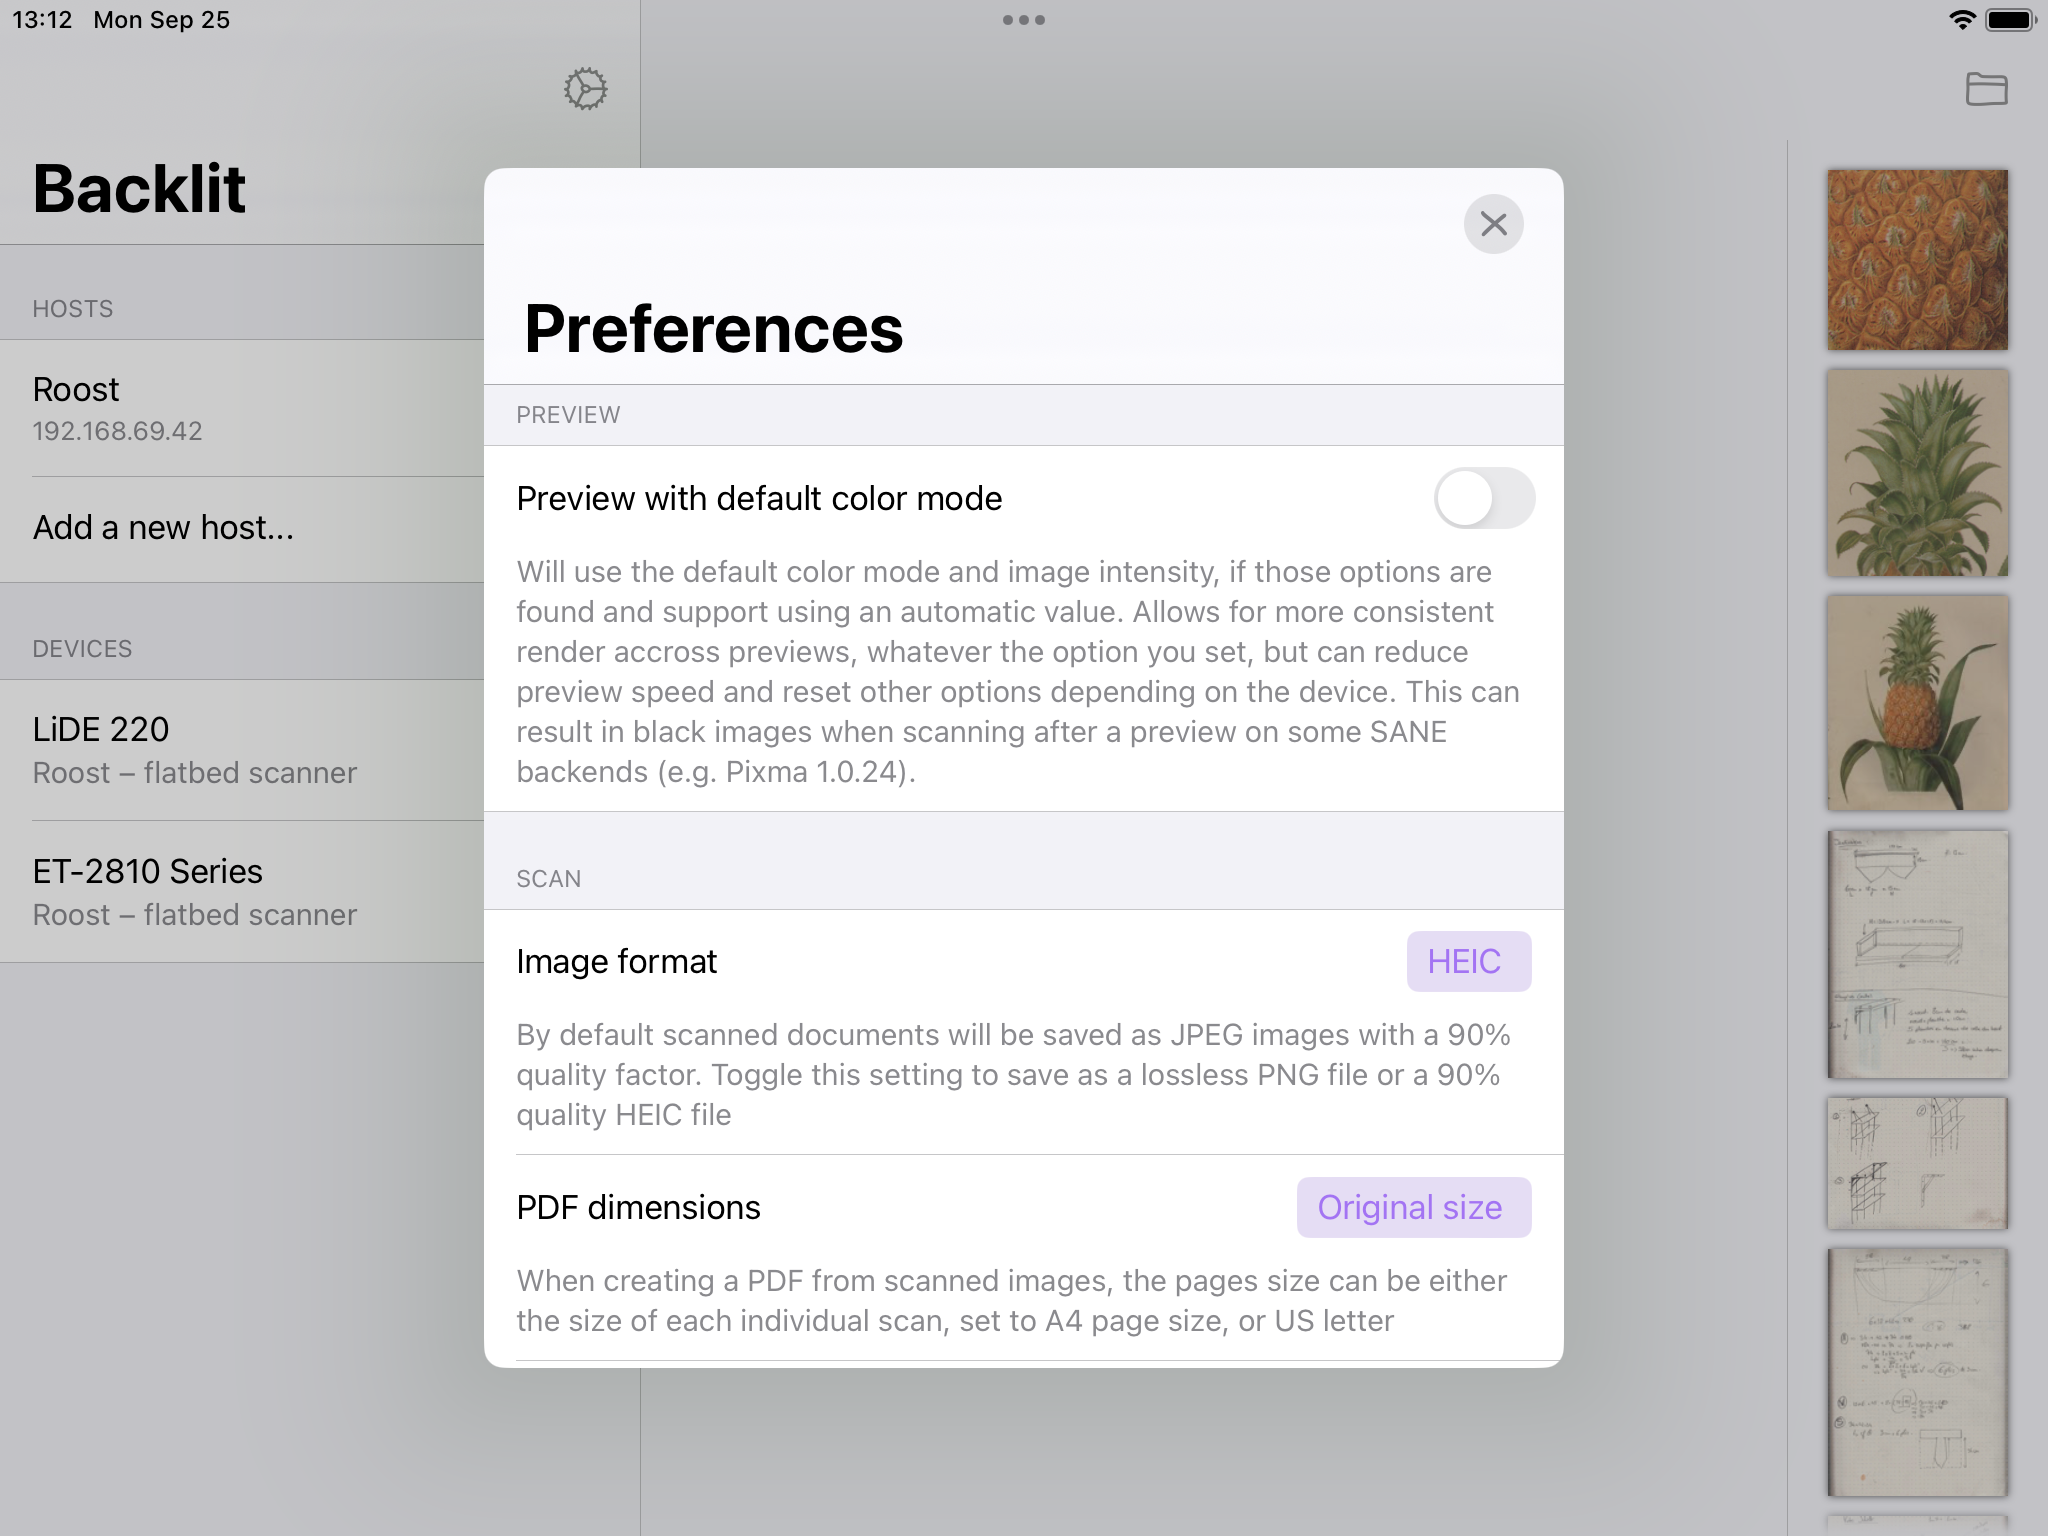 13:12 Mon Sep 25
Backlit
HOSTS
Roost
192.168.69.42
Add a new host...
DEVICES
LiDE 220
Roost – flatbed scanner
ET-2810 Series
Roost – flatbed scanner
Preferences
PREVIEW
Preview with default color mode
Will use the default color mode and image intensity, if those options are
found and support using an automatic value. Allows for more consistent
render accross previews, whatever the option you set, but can reduce
preview speed and reset other options depending on the device. This can
result in black images when scanning after a preview on some SANE
backends (e.g. Pixma 1.0.24).
SCAN
Image format
HEIC
By default scanned documents will be saved as JPEG images with a 90%
quality factor. Toggle this setting to save as a lossless PNG file or a 90%
quality HEIC file
PDF dimensions
Original size
When creating a PDF from scanned images, the pages size can be either
the size of each individual scan, set to A4 page size, or US letter